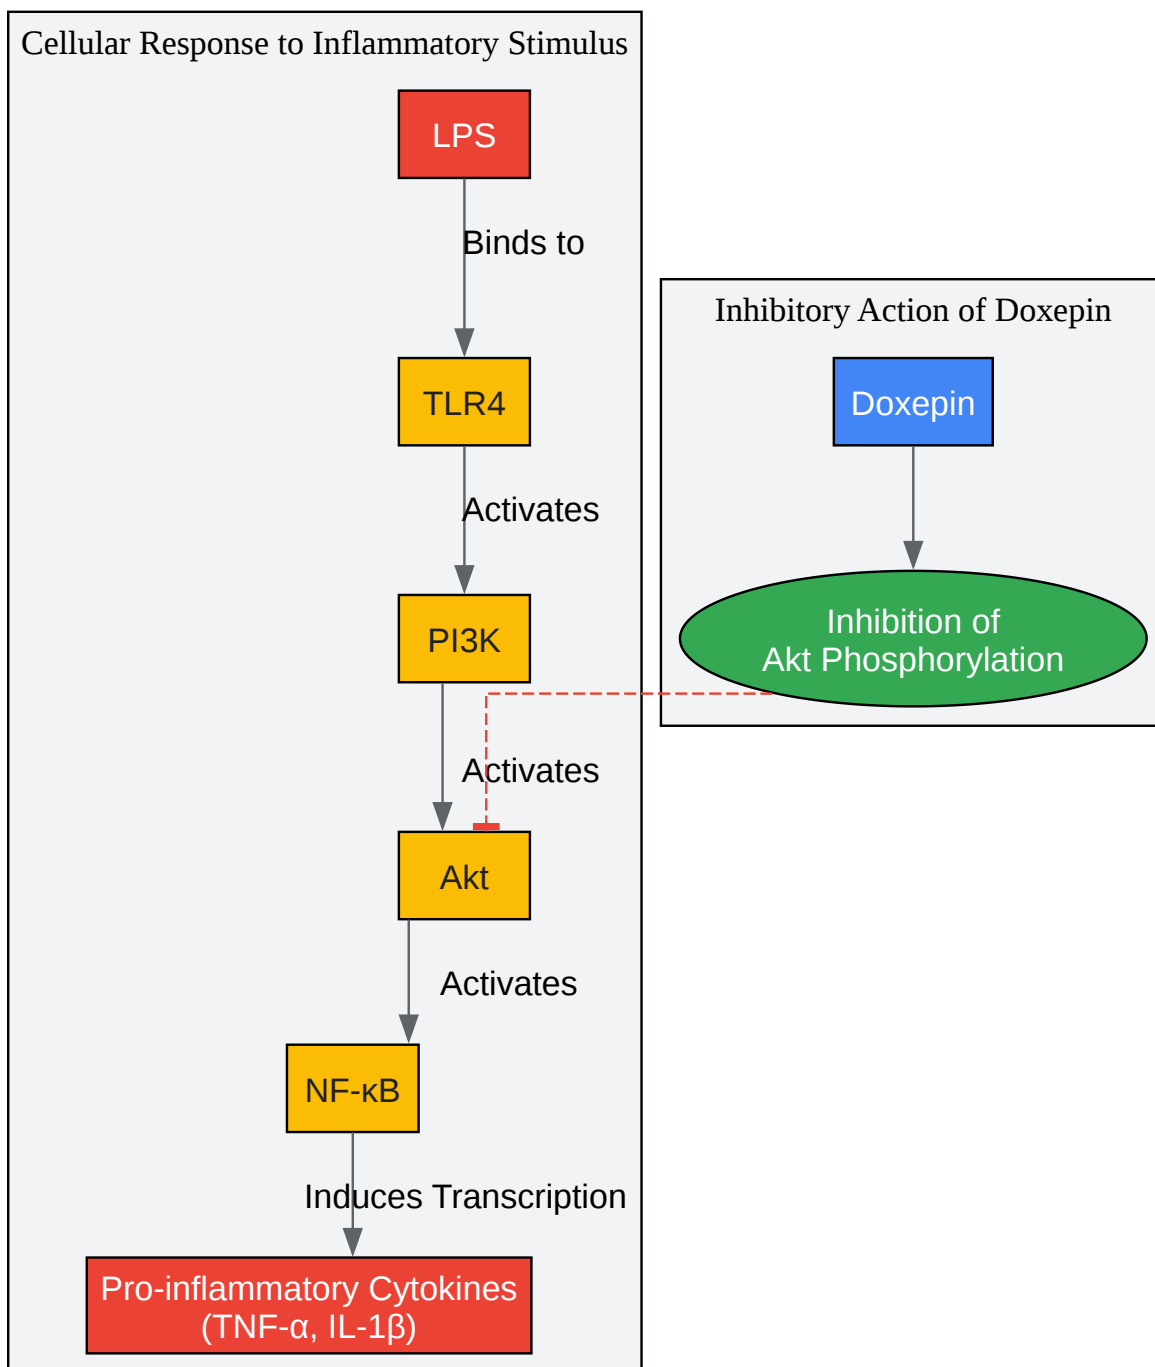 Cellular Response to Inflammatory Stimulus
LPS
Binds to
TLR4
Activates
PI3K
Activates
Akt
Activates
NF-κB
Induces Transcription
Pro-inflammatory Cytokines
(TNF-α, IL-1β)
Inhibitory Action of Doxepin
Doxepin
Inhibition of
Akt Phosphorylation